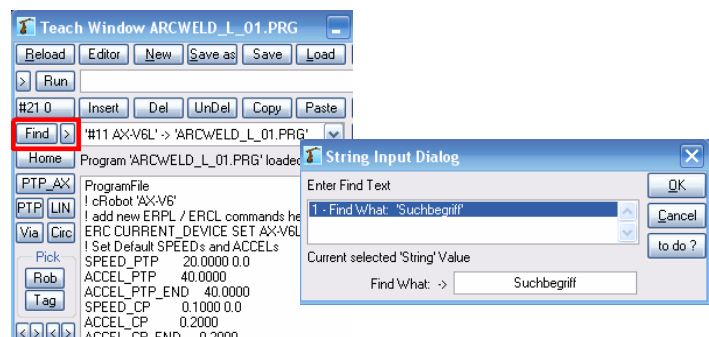 Teach Window ARCWELD_L_01.PRG
Reload Editor New Save as Save Load
> Run
#21 0 Insert Del UnDel Copy Paste
Find > '#11 AX-V6L' -> 'ARCWELD_L_01.PRG'
Home Program 'ARCWELD_L_01.PRG' loaded
PTP_AX ProgramFile
! cRobot 'AX-V6'
PTP LIN ! add new ERPL / ERCL commands he
Via Circ ERC CURRENT_DEVICE SET AX-V6L
! Set Default SPEEDs and ACCELs
Pick SPEED_PTP 20.0000 0.0
Rob ACCEL_PTP 40.0000
ACCEL_PTP_END 40.0000
Tag SPEED_CP 0.1000 0.0
ACCEL_CP 0.2000
< > < > ACCEL_CP_END 0.2000
String Input Dialog
Enter Find Text
1 - Find What: 'Suchbegriff'
OK
Cancel
to do ?
Current selected 'String' Value
Find What: -> Suchbegriff